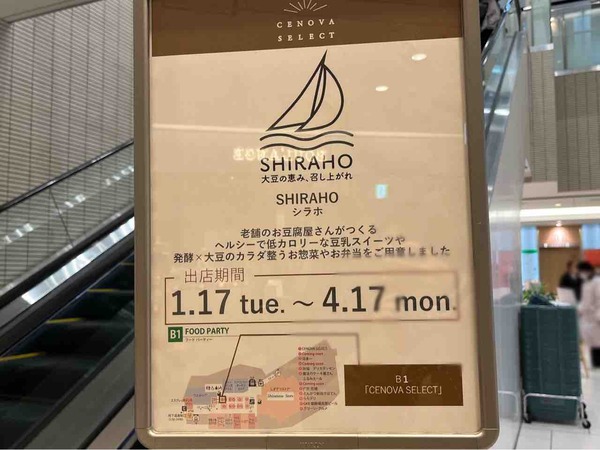 CENOVA
SELECT
SHIRAHO
大豆の恵み、召し上がれ
SHIRAHO
シラホ
老舗のお豆腐屋さんがつくる
ヘルシーで低カロリーな豆乳スイーツや
発酵×大豆のカラダ整うお惣菜やお弁当をご用意しました
出店期間
1.17 tue. ～ 4.17 mon.
B1 FOOD PARTY
フード パーティー
B1
「CENOVA SELECT」